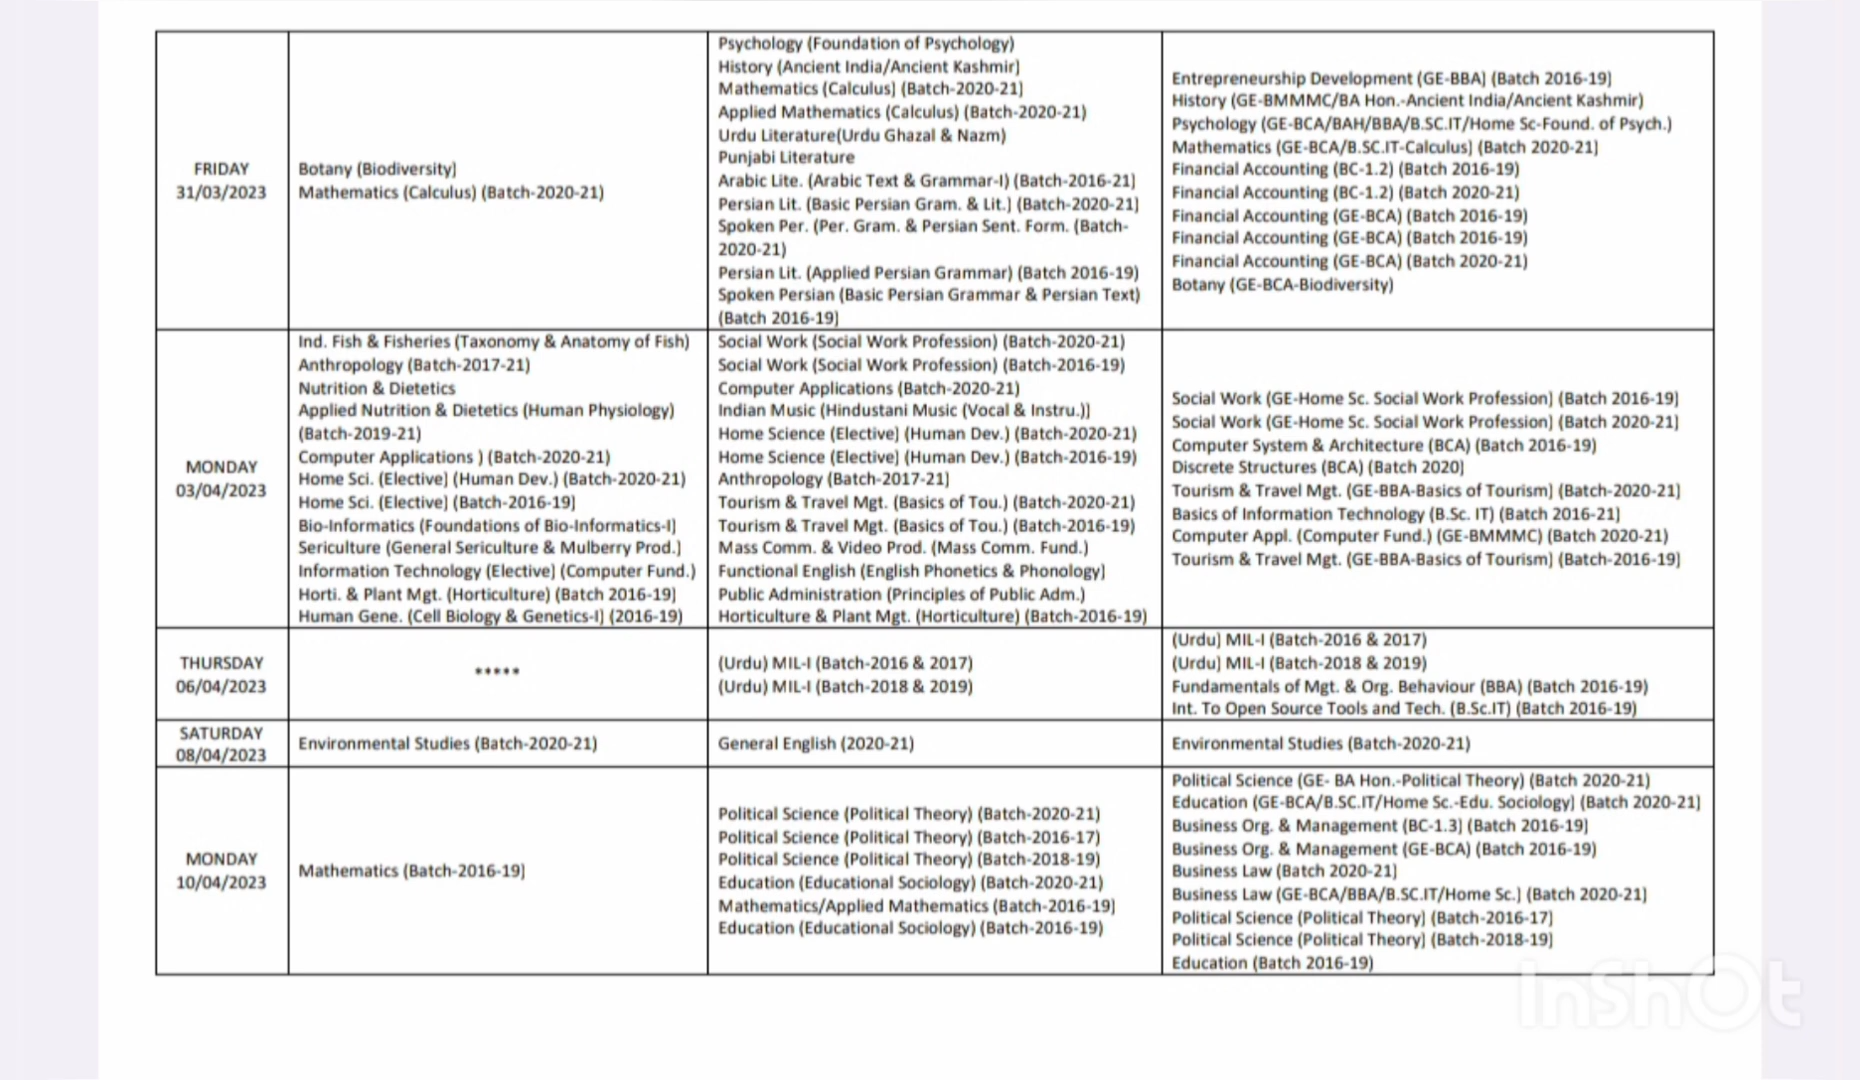 FRIDAY
31/03/2023
Botany (Biodiversity]
Mathematics (Calculus) (Batch-2020-21)
Psychology (Foundation of Psychology)
History (Ancient India/Ancient Kashmir]
Mathematics (Calculus] (Batch-2020-21]
Applied Mathematics (Calculus) (Batch-2020-21)
Urdu Literature(Urdu Ghazal & Nazm)
Punjabi Literature
Arabic Lite. (Arabic Text & Grammar-I) (Batch-2016-21]
Persian Lit. (Basic Persian Gram. & Lit.] (Batch-2020-21]
Spoken Per. (Per. Gram. & Persian Sent. Form. (Batch-
2020-21)
Persian Lit. (Applied Persian Grammar) (Batch 2016-19)
Spoken Persian (Basic Persian Grammar & Persian Text)
(Batch 2016-19]
Entrepreneurship Development (GE-BBA] (Batch 2016-19]
History (GE-BMMMC/BA Hon.-Ancient India/Ancient Kashmir)
Psychology (GE-BCA/BAH/BBA/B.SC.IT/Home Sc-Found. of Psych.)
Mathematics (GE-BCA/B.SC.IT-Calculus] (Batch 2020-21]
Financial Accounting (BC-1.2) (Batch 2016-19)
Financial Accounting (BC-1.2) (Batch 2020-21)
Financial Accounting (GE-BCA) (Batch 2016-19)
Financial Accounting (GE-BCA) (Batch 2016-19)
Financial Accounting (GE-BCA] (Batch 2020-21)
Botany (GE-BCA-Biodiversity)
MONDAY
03/04/2023
Ind. Fish & Fisheries (Taxonomy & Anatomy of Fish)
Anthropology (Batch-2017-21)
Nutrition & Dietetics
Applied Nutrition & Dietetics (Human Physiology)
(Batch-2019-21)
Computer Applications ) (Batch-2020-21)
Home Sci. (Elective] (Human Dev.) (Batch-2020-21)
Home Sci. (Elective] (Batch-2016-19]
Bio-Informatics (Foundations of Bio-Informatics-I]
Sericulture (General Sericulture & Mulberry Prod.]
Information Technology (Elective] (Computer Fund.)
Horti. & Plant Mgt. (Horticulture) (Batch 2016-19]
Human Gene. (Cell Biology & Genetics-I] (2016-19)
Social Work (Social Work Profession) (Batch-2020-21)
Social Work (Social Work Profession) (Batch-2016-19)
Computer Applications (Batch-2020-21)
Indian Music (Hindustani Music (Vocal & Instru.)]
Home Science (Elective] (Human Dev.) (Batch-2020-21)
Home Science (Elective] (Human Dev.) (Batch-2016-19)
Anthropology (Batch-2017-21]
Tourism & Travel Mgt. (Basics of Tou.) (Batch-2020-21)
Tourism & Travel Mgt. (Basics of Tou.) (Batch-2016-19)
Mass Comm. & Video Prod. (Mass Comm. Fund.)
Functional English (English Phonetics & Phonology]
Public Administration (Principles of Public Adm.)
Horticulture & Plant Mgt. (Horticulture) (Batch-2016-19)
Social Work (GE-Home Sc. Social Work Profession] (Batch 2016-19]
Social Work (GE-Home Sc. Social Work Profession] (Batch 2020-21]
Computer System & Architecture (BCA) (Batch 2016-19)
Discrete Structures (BCA) (Batch 2020]
Tourism & Travel Mgt. (GE-BBA-Basics of Tourism] (Batch-2020-21]
Basics of Information Technology (B.Sc. IT) (Batch 2016-21]
Computer Appl. (Computer Fund.) (GE-BMMMC) (Batch 2020-21)
Tourism & Travel Mgt. (GE-BBA-Basics of Tourism] (Batch-2016-19]
THURSDAY
06/04/2023
*****
(Urdu) MIL-I (Batch-2016 & 2017)
(Urdu) MIL-I (Batch-2018 & 2019)
(Urdu] MIL-I (Batch-2016 & 2017)
(Urdu] MIL-I (Batch-2018 & 2019)
Fundamentals of Mgt. & Org. Behaviour (BBA) (Batch 2016-19)
Int. To Open Source Tools and Tech. (B.Sc.IT) (Batch 2016-19)
SATURDAY
08/04/2023
Environmental Studies (Batch-2020-21)
General English (2020-21)
Environmental Studies (Batch-2020-21)
MONDAY
10/04/2023
Mathematics (Batch-2016-19]
Political Science (Political Theory) (Batch-2020-21)
Political Science (Political Theory) (Batch-2016-17)
Political Science (Political Theory) (Batch-2018-19)
Education (Educational Sociology) (Batch-2020-21)
Mathematics/Applied Mathematics (Batch-2016-19]
Education (Educational Sociology) (Batch-2016-19)
Political Science (GE- BA Hon.-Political Theory) (Batch 2020-21)
Education (GE-BCA/B.SC.IT/Home Sc.-Edu. Sociology] (Batch 2020-21]
Business Org. & Management (BC-1.3] (Batch 2016-19]
Business Org. & Management (GE-BCA) (Batch 2016-19)
Business Law (Batch 2020-21]
Business Law (GE-BCA/BBA/B.SC.IT/Home Sc.] (Batch 2020-21]
Political Science (Political Theory] (Batch-2016-17]
Political Science (Political Theory] (Batch-2018-19]
Education (Batch 2016-19)
InShOt